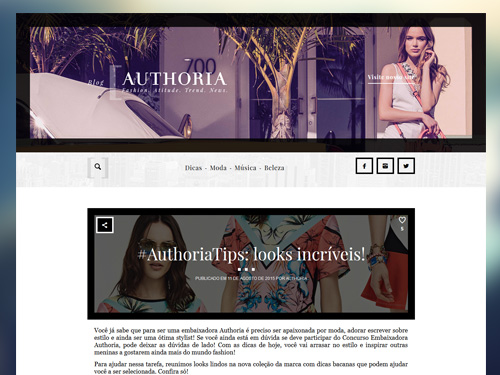 700
Blog
AUTHORIA
Fashion. Atitude. Trend. News.
Visite nosso site
Dicas - Moda - Música - Beleza
#AuthoriaTips: looks incríveis!
5
PUBLICADO EM 11 DE AGOSTO DE 2015 POR AUTHORIA
Você já sabe que para ser uma embaixadora Authoria é preciso ser apaixonada por moda, adorar escrever sobre
estilo e ainda ser uma ótima stylist! Se você ainda está em dúvida se deve participar do Concurso Embaixadora
Authoria, pode deixar as dúvidas de lado! Com as dicas de hoje, você vai arrasar no estilo e inspirar outras
meninas a gostarem ainda mais do mundo fashion!
Para ajudar nessa tarefa, reunimos looks lindos na nova coleção da marca com dicas bacanas que podem ajudar
você a ser selecionada. Confira só!